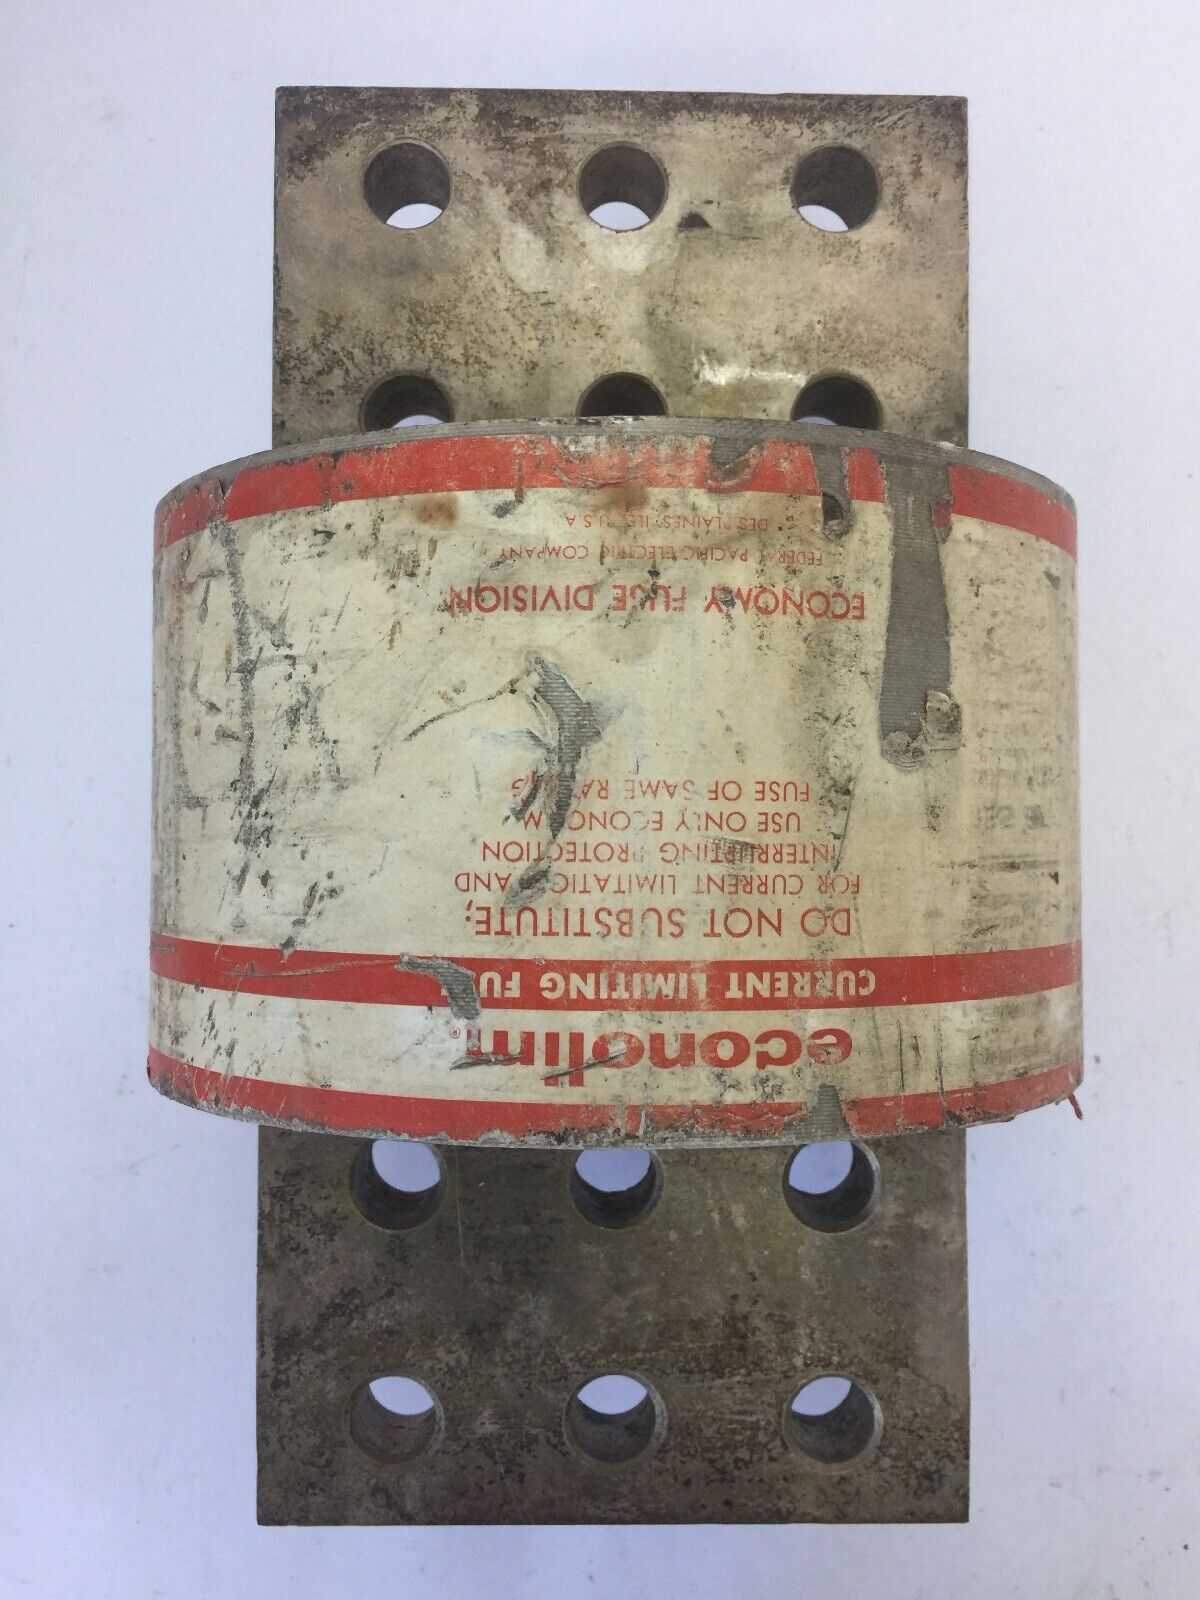 econolim®
CURRENT LIMITING
DO NOT SUBSTITUTE;
FOR CURRENT LIMITATION AND
INTERRUPTING PROTECTION
USE ONLY ECONOLIM
FUSE OF SAME RATING
ECONOMY FUSE DIVISION
FEDERAL PACIFIC ELECTRIC COMPANY
DES PLAINES, ILL. U.S.A.